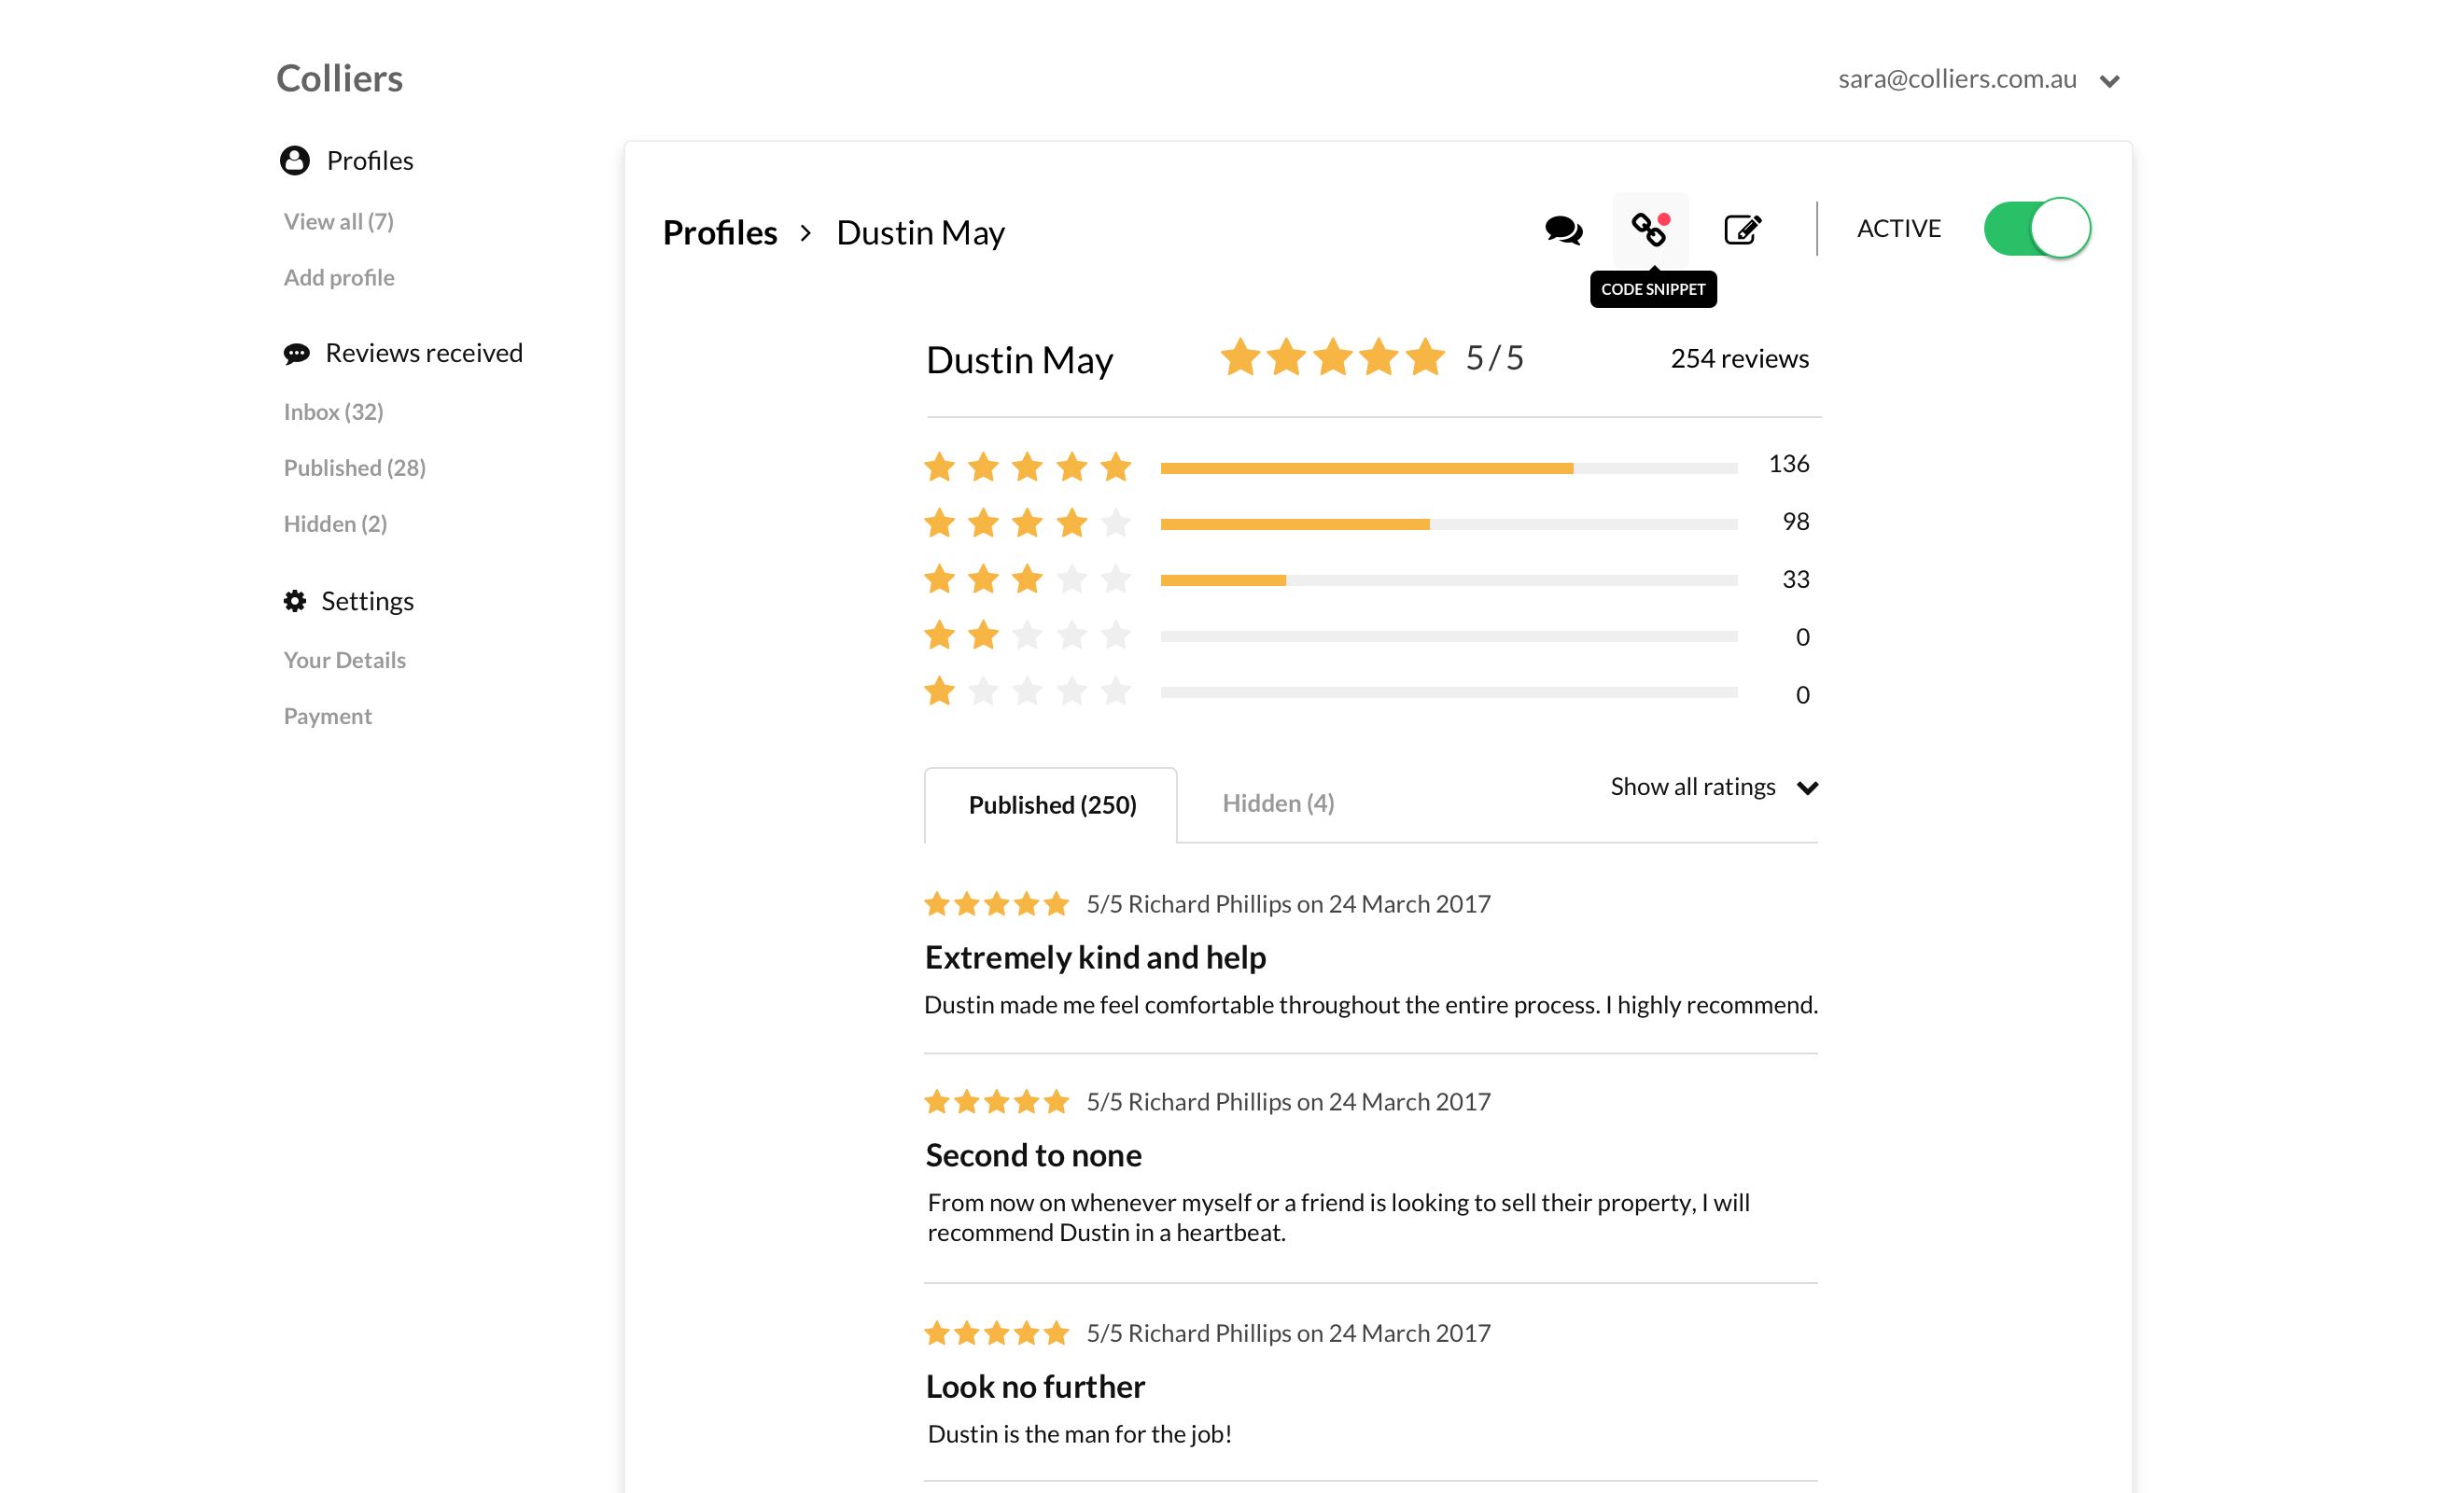 Colliers
sara@colliers.com.au
Profiles
View all (7)
Add profile
Reviews received
Inbox (32)
Published (28)
Hidden (2)
Settings
Your Details
Payment
Profiles > Dustin May
ACTIVE
CODE SNIPPET
Dustin May 5/5 254 reviews
136
98
33
0
0
Published (250) Hidden (4) Show all ratings
5/5 Richard Phillips on 24 March 2017
Extremely kind and help
Dustin made me feel comfortable throughout the entire process. I highly recommend.
5/5 Richard Phillips on 24 March 2017
Second to none
From now on whenever myself or a friend is looking to sell their property, I will
recommend Dustin in a heartbeat.
5/5 Richard Phillips on 24 March 2017
Look no further
Dustin is the man for the job!